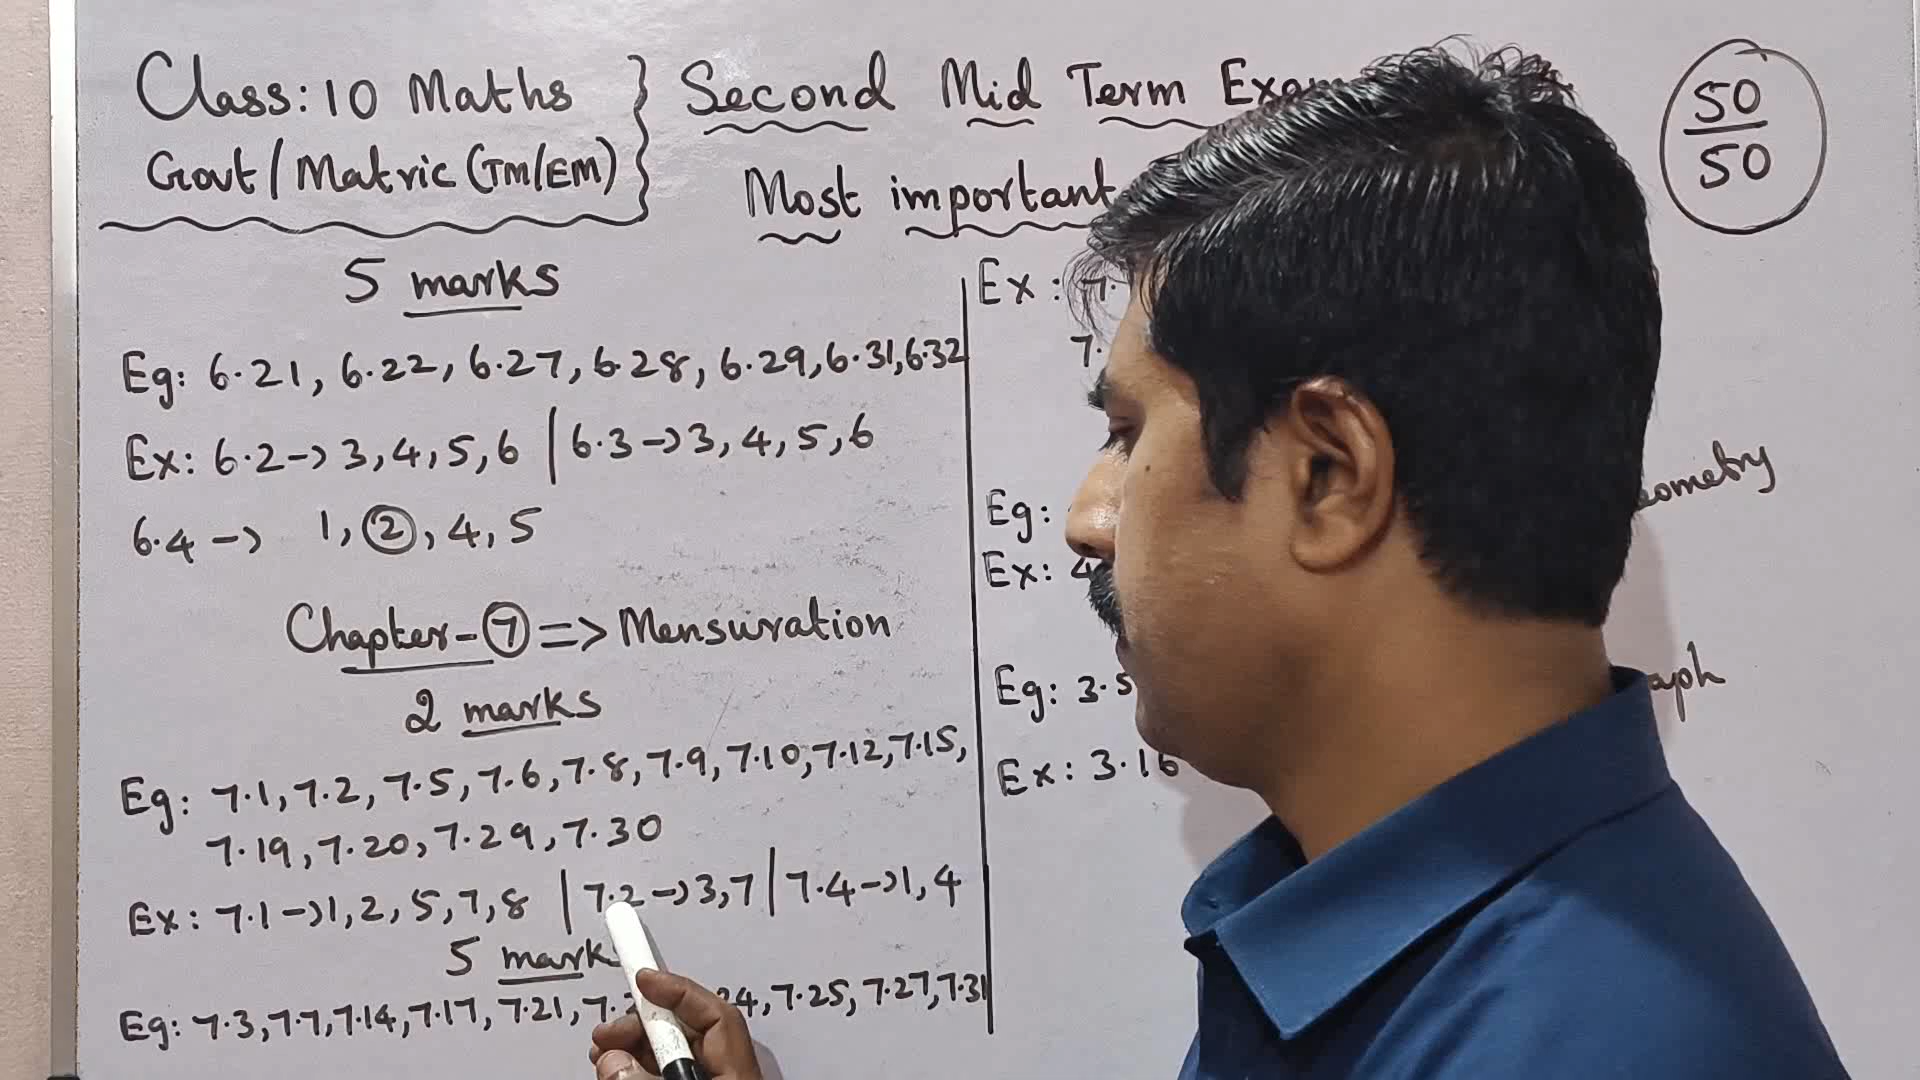 Class: 10 Maths
Govt / Matric (TM/EM)
Second Mid Term Exam
Most important
50/50
5 marks
Eg: 6.21, 6.22, 6.27, 6.28, 6.29, 6.31, 6.32
Ex: 6.2 -> 3, 4, 5, 6 | 6.3 -> 3, 4, 5, 6
6.4 -> 1, 2, 4, 5
Chapter - 7 => Mensuration
2 marks
Eg: 7.1, 7.2, 7.5, 7.6, 7.8, 7.9, 7.10, 7.12, 7.15,
7.19, 7.20, 7.29, 7.30
Ex: 7.1 -> 1, 2, 5, 7, 8 | 7.2 -> 3, 7 | 7.4 -> 1, 4
5 marks
Eg: 7.3, 7.7, 7.14, 7.17, 7.21, 7.25, 7.27, 7.31
Ex: 7.
7.
Eg:
Ex: 4
Eg: 3.5
Ex: 3.16